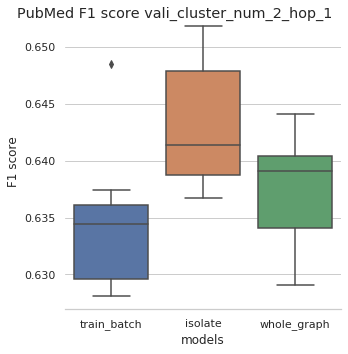 PubMed F1 score vali_cluster_num_2_hop_1
0.650
0.645
0.640
0.635
0.630
F1 score
train_batch
isolate
whole_graph
models